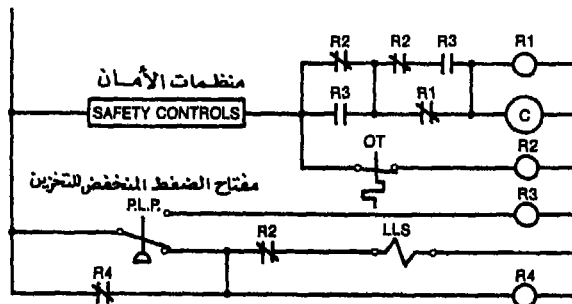 R2 R2 R3 R1
منظمات الأمان
SAFETY CONTROLS
R3 R1 C
OT R2
مفتاح الضغط المنخفض للتخزين
P.L.P. R3
R2 LLS
R4 R4